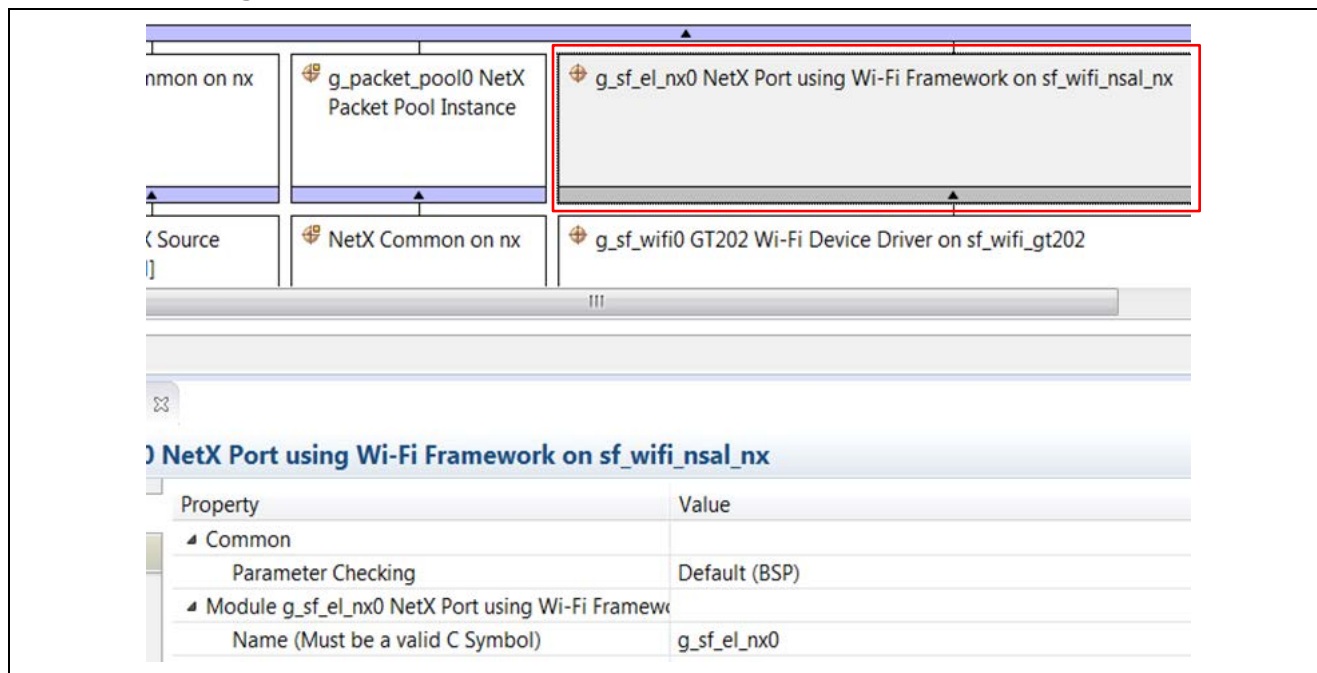 nmon on nx
g_packet_pool0 NetX
Packet Pool Instance
g_sf_el_nx0 NetX Port using Wi-Fi Framework on sf_wifi_nsal_nx
Source
]
NetX Common on nx
g_sf_wifi0 GT202 Wi-Fi Device Driver on sf_wifi_gt202
NetX Port using Wi-Fi Framework on sf_wifi_nsal_nx
Property Value
Common
Parameter Checking Default (BSP)
Module g_sf_el_nx0 NetX Port using Wi-Fi Framew
Name (Must be a valid C Symbol) g_sf_el_nx0